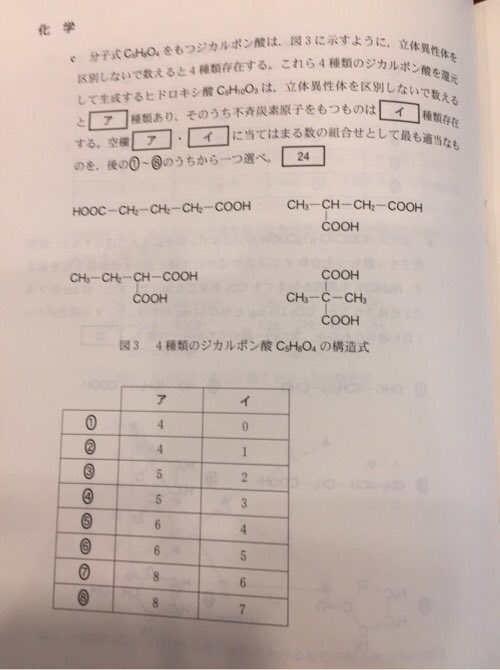 化 学
c 分子式C₅H₈O₄をもつジカルボン酸は，図3に示すように，立体異性体を
区別しないで数えると4種類存在する。これら4種類のジカルボン酸を還元
して生成するヒドロキシ酸C₅H₁₀O₃は，立体異性体を区別しないで数える
と ア 種類あり，そのうち不斉炭素原子をもつものは イ 種類存在
する。空欄 ア ・ イ に当てはまる数の組合せとして最も適当なも
のを，後の①～⑧のうちから一つ選べ。 24
HOOC－CH₂－CH₂－CH₂－COOH CH₃－CH－CH₂－COOH
COOH
CH₃－CH₂－CH－COOH
COOH
COOH
CH₃－C－CH₃
COOH
図3 4種類のジカルボン酸C₅H₈O₄の構造式
ア イ
① 4 0
② 4 1
③ 5 2
④ 5 3
⑤ 6 4
⑥ 6 5
⑦ 8 6
⑧ 8 7